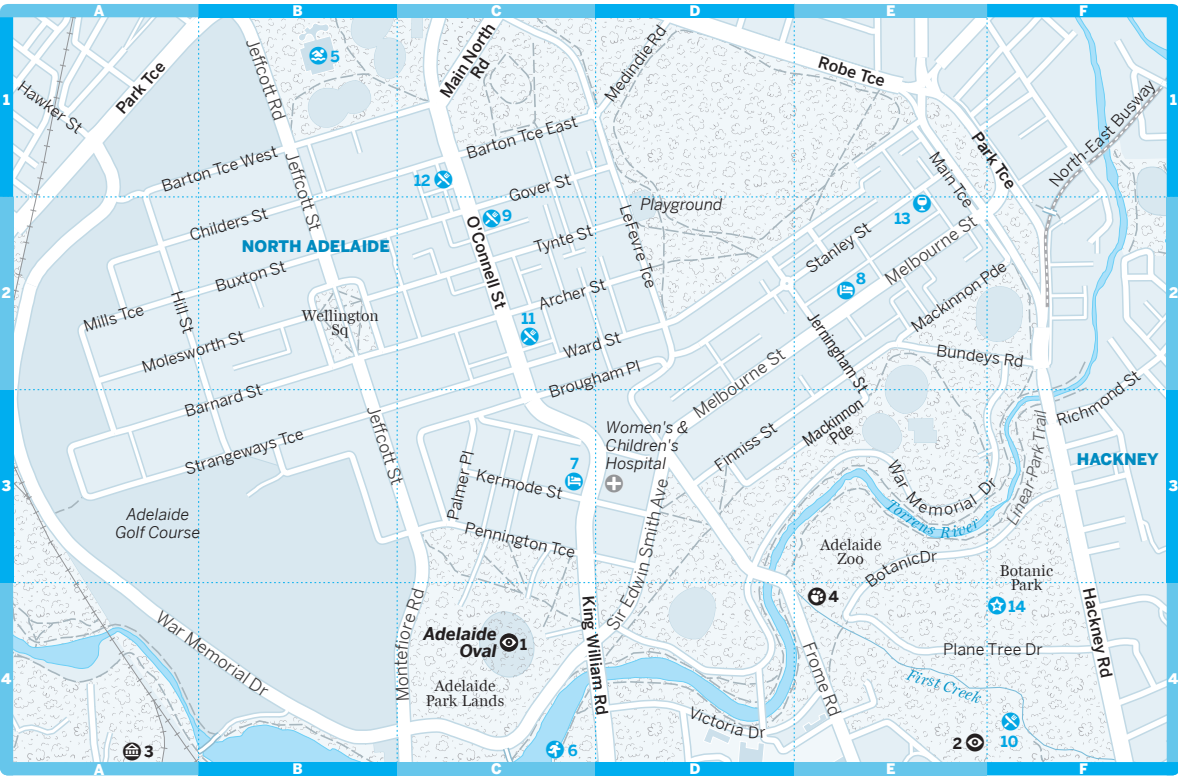 A B C D E F
Jeffcott Rd
5
Main North
Rd
Medindie Rd
Robe Tce
1
Hawker St
Park Tce
1
North-East Busway
Barton Tce West
Jeffcott St
Barton Tce East
Park Tce
Main Tce
12
Gover St
Playground
13
Childers St
9
NORTH ADELAIDE
O'Connell St
Tynte St
LeFevre Tce
Stanley St
Melbourne St
2
Mills Tce
Hill St
Buxton St
Wellington
Sq
Archer St
8
Mackinnon Pde
2
Molesworth St
11
Ward St
Jerningham St
Bundeys Rd
Barnard St
Brougham Pl
Melbourne St
Richmond St
Strangeways Tce
Jeffcott St
Women's &
Children's
Hospital
Finniss St
Mackinnon
Pde
Linear Park Trail
HACKNEY
3
Palmer Pl
7
Kermode St
War Memorial Dr
3
Adelaide
Golf Course
Pennington Tce
Sir Edwin Smith Ave
Torrens River
Adelaide
Zoo
BotanicDr
Botanic
Park
4
14
War Memorial Dr
Montefiore Rd
Adelaide
Oval
1
King William Rd
Frome Rd
Plane Tree Dr
Hackney Rd
4
Adelaide
Park Lands
First Creek
4
Victoria Dr
3
6
2
10
A B C D E F